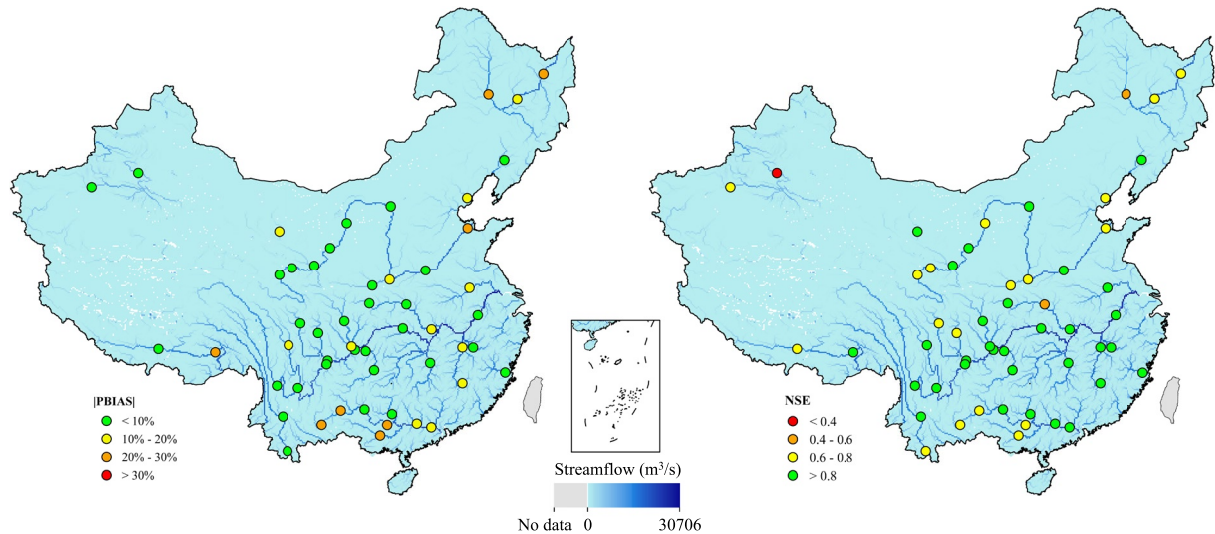 |PBIAS|
< 10%
10% - 20%
20% - 30%
> 30%
NSE
< 0.4
0.4 - 0.6
0.6 - 0.8
> 0.8
Streamflow (m³/s)
No data 0 30706